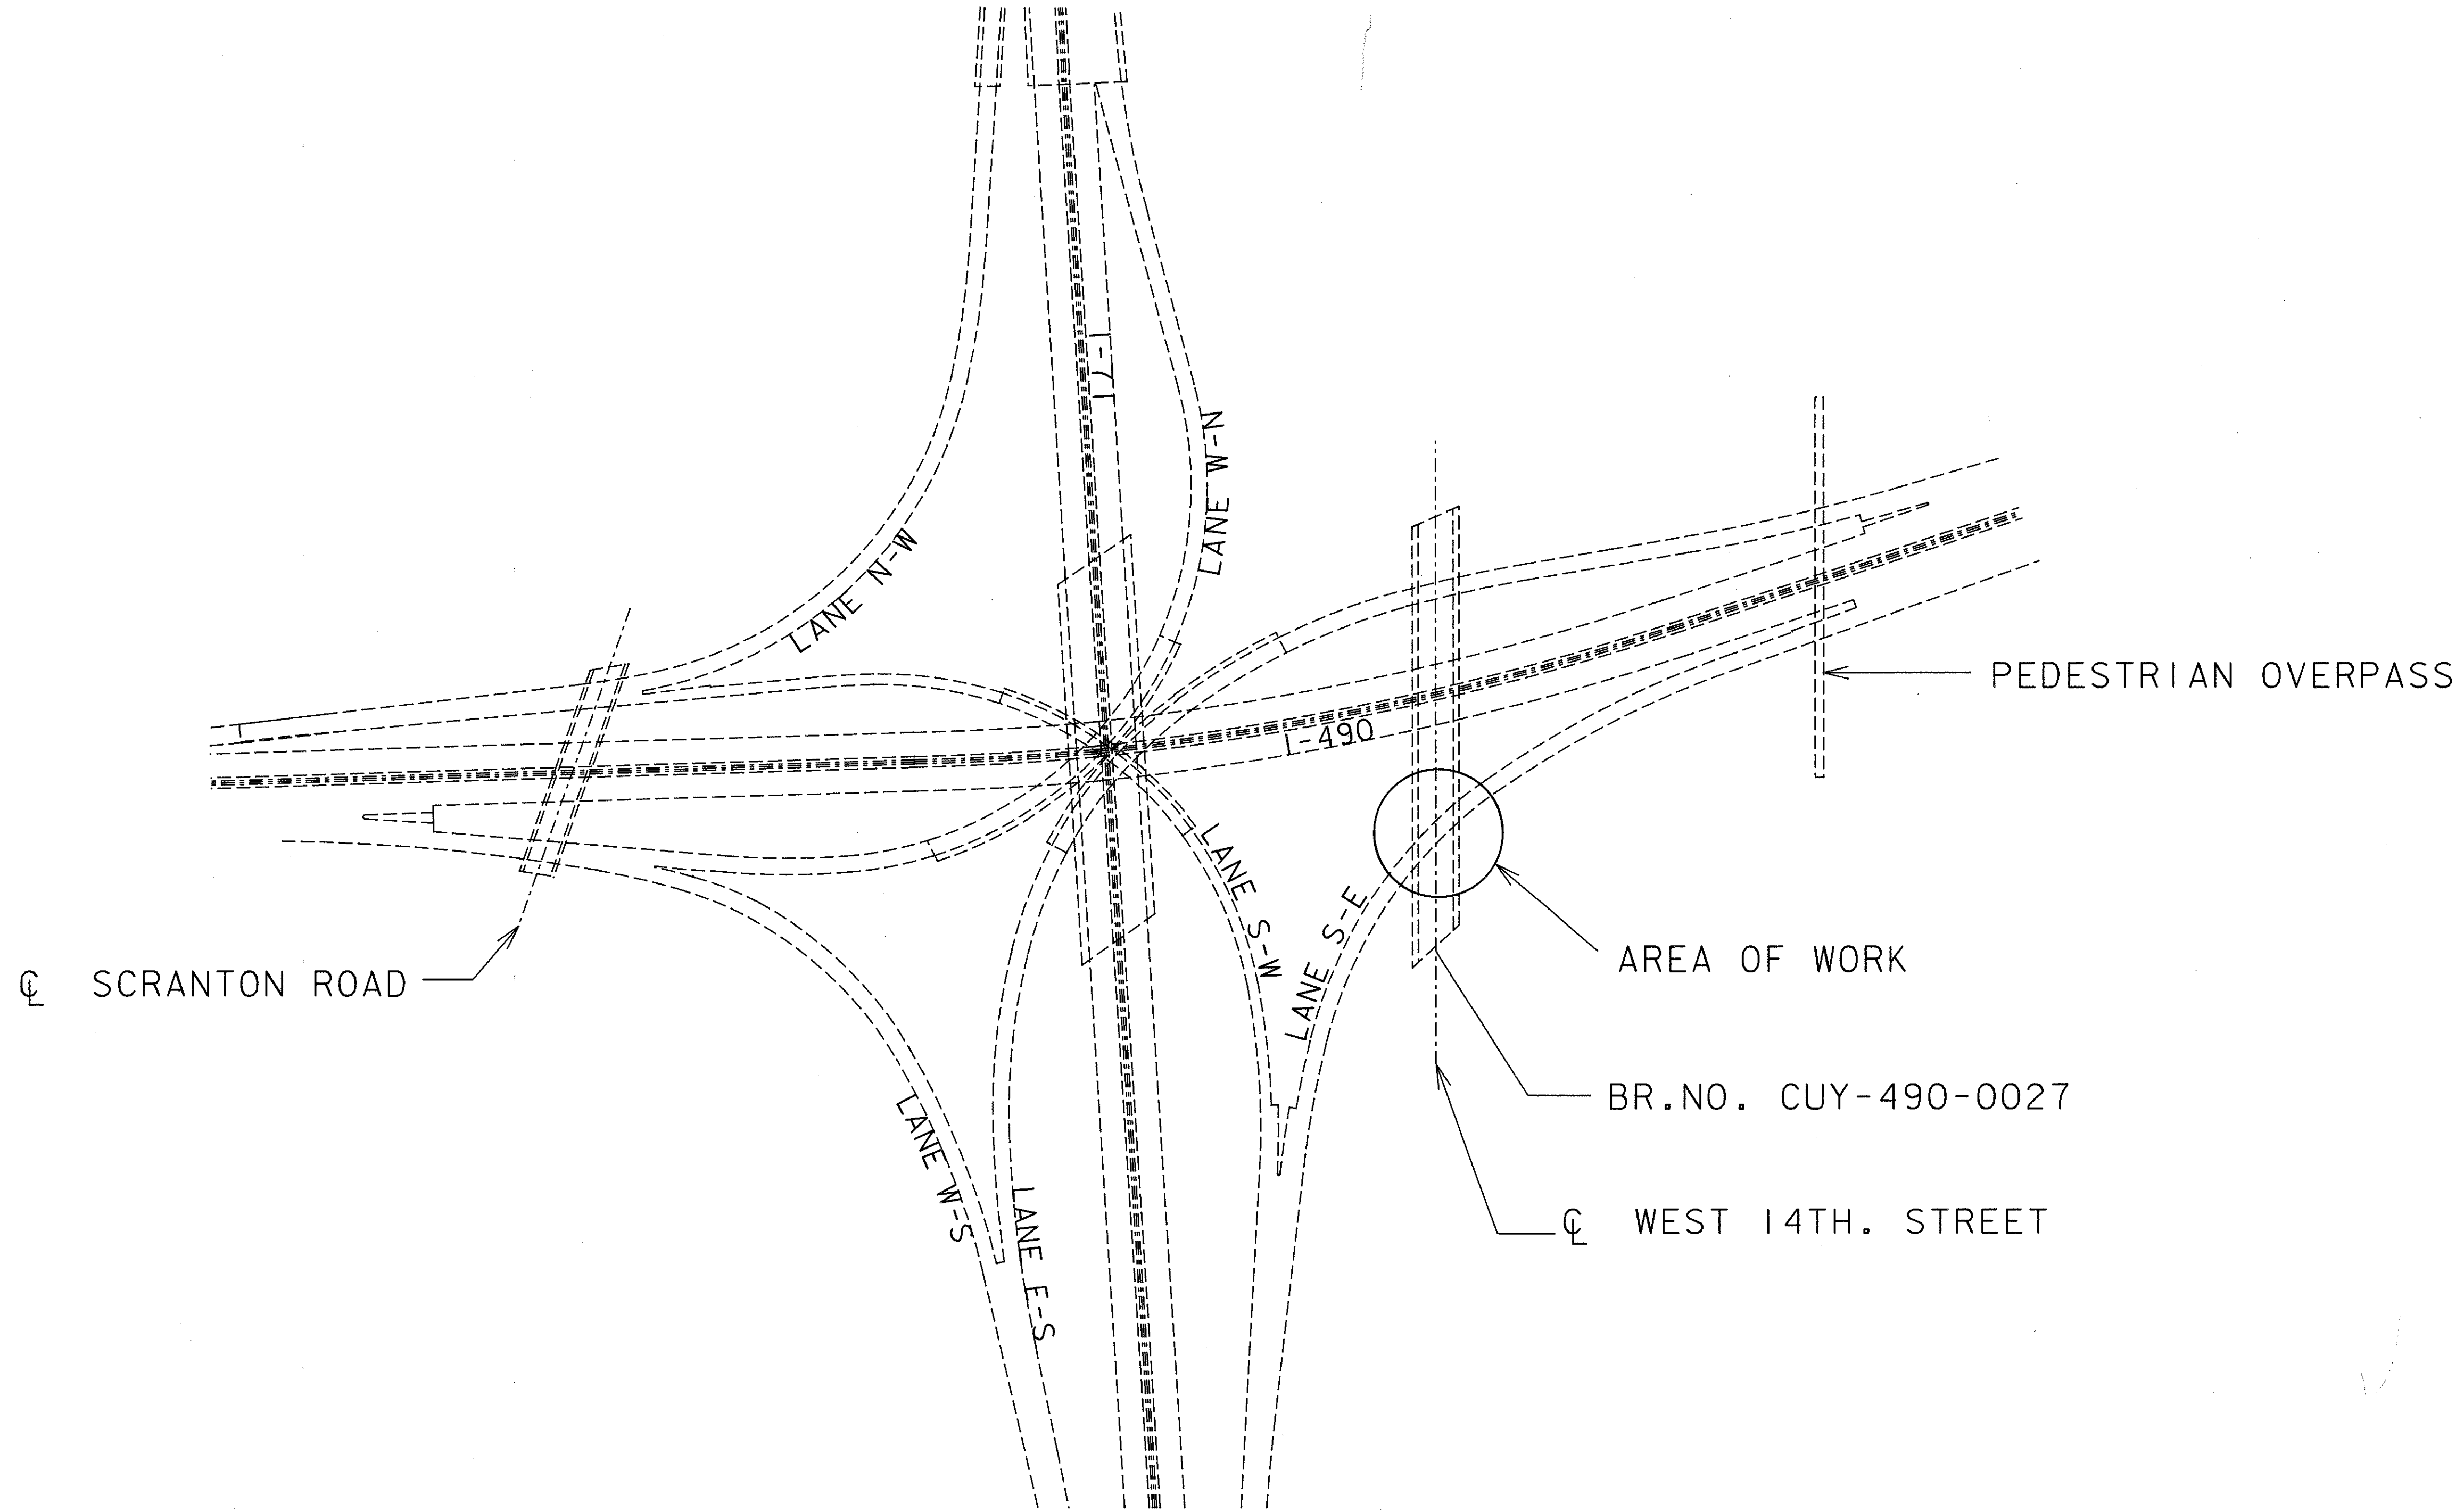 I-71
LANE W-N
LANE N-W
PEDESTRIAN OVERPASS
I-490
LANE S-W
LANE S-E
AREA OF WORK
℄ SCRANTON ROAD
BR.NO. CUY-490-0027
LANE W-S
LANE E-S
℄ WEST 14TH. STREET